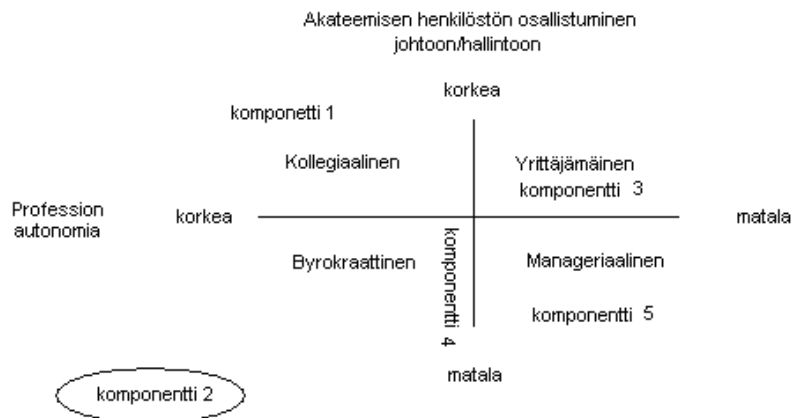 Akateemisen henkilöstön osallistuminen
johtoon/hallintoon
korkea
komponetti 1
Kollegiaalinen
Yrittäjämäinen
komponentti 3
Profession
autonomia
korkea
matala
Byrokraattinen
komponentti 4
Manageriaalinen
komponentti 5
matala
komponentti 2